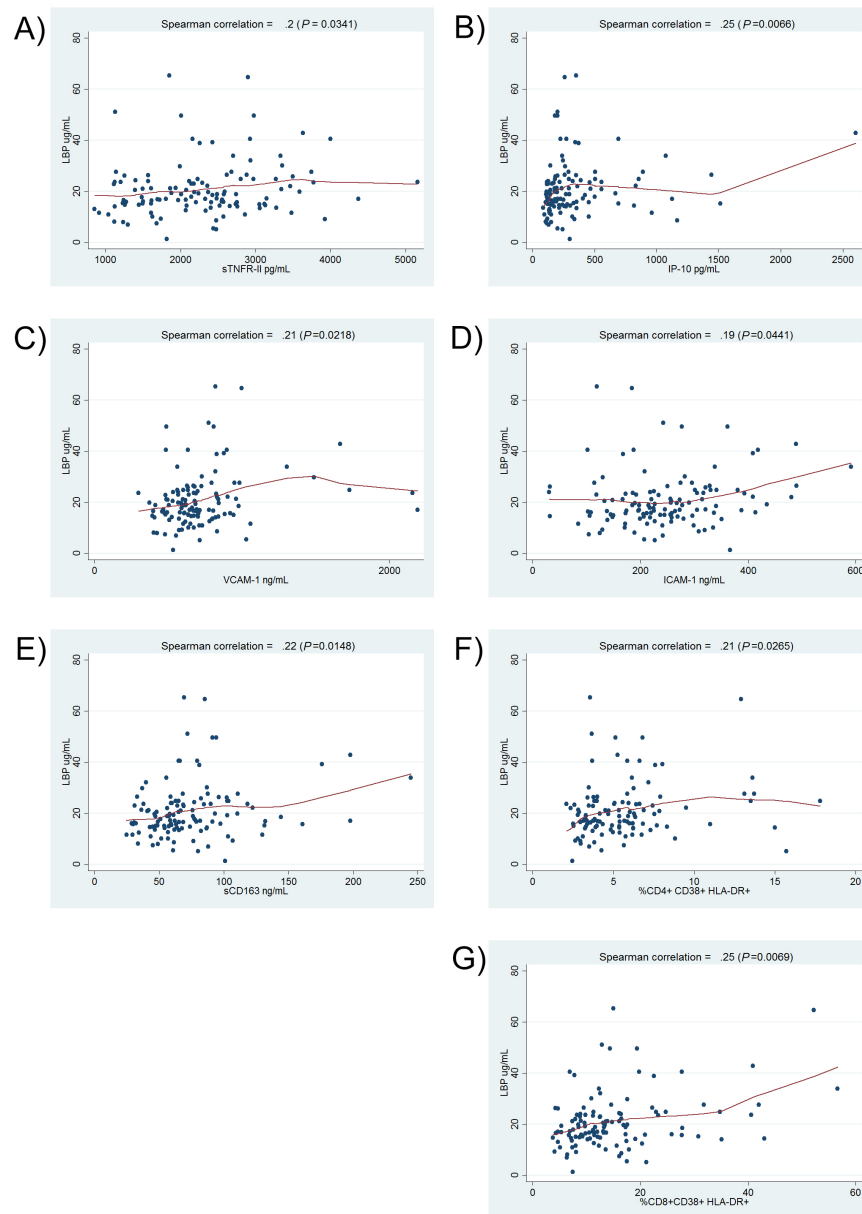 A)
Spearman correlation = .2 (P = 0.0341)
80
60
40
20
0
LBP ug/mL
1000 2000 3000 4000 5000
sTNFR-II pg/mL
B)
Spearman correlation = .25 (P=0.0066)
80
60
40
20
0
LBP ug/mL
0 500 1000 1500 2000 2500
IP-10 pg/mL
C)
Spearman correlation = .21 (P=0.0218)
80
60
40
20
0
LBP ug/mL
0 2000
VCAM-1 ng/mL
D)
Spearman correlation = .19 (P=0.0441)
80
60
40
20
0
LBP ug/mL
0 200 400 600
ICAM-1 ng/mL
E)
Spearman correlation = .22 (P=0.0148)
80
60
40
20
0
LBP ug/mL
0 50 100 150 200 250
sCD163 ng/mL
F)
Spearman correlation = .21 (P=0.0265)
80
60
40
20
0
LBP ug/mL
0 5 10 15 20
%CD4+ CD38+ HLA-DR+
G)
Spearman correlation = .25 (P=0.0069)
80
60
40
20
0
LBP ug/mL
0 20 40 60
%CD8+CD38+ HLA-DR+